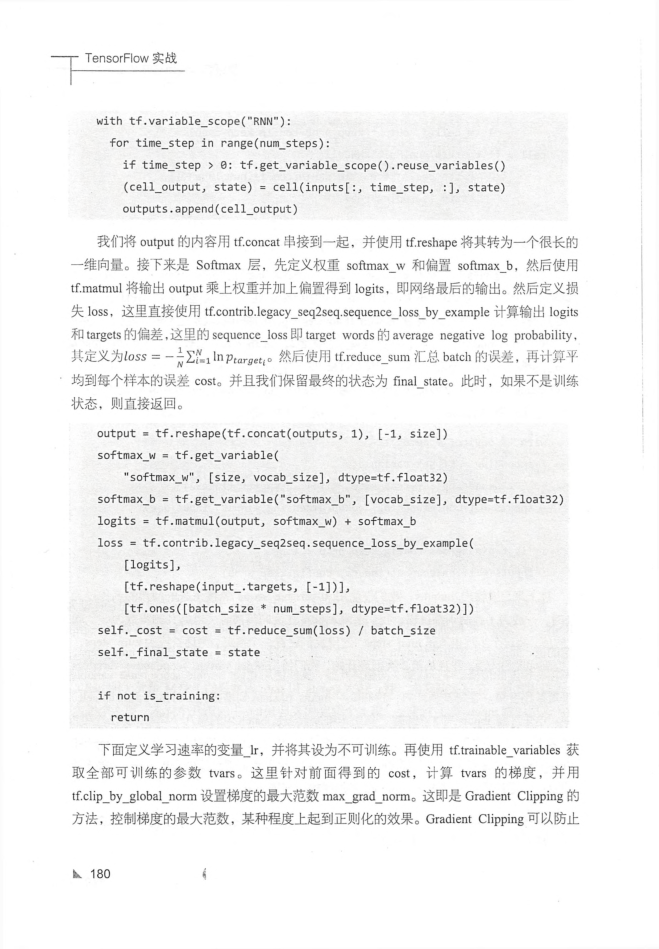 TensorFlow 实战
with tf.variable_scope("RNN"):
for time_step in range(num_steps):
if time_step > 0: tf.get_variable_scope().reuse_variables()
(cell_output, state) = cell(inputs[:, time_step, :], state)
outputs.append(cell_output)
我们将 output 的内容用 tf.concat 串接到一起，并使用 tf.reshape 将其转为一个很长的
一维向量。接下来是 Softmax 层，先定义权重 softmax_w 和偏置 softmax_b，然后使用
tf.matmul 将输出 output 乘上权重并加上偏置得到 logits，即网络最后的输出。然后定义损
失 loss，这里直接使用 tf.contrib.legacy_seq2seq.sequence_loss_by_example 计算输出 logits
和 targets 的偏差，这里的 sequence_loss 即 target words 的 average negative log probability，
其定义为loss = −\frac{1}{N}∑_{i=1}^{N} ln p_{target_i}。然后使用 tf.reduce_sum 汇总 batch 的误差，再计算平
均到每个样本的误差 cost。并且我们保留最终的状态为 final_state。此时，如果不是训练
状态，则直接返回。
output = tf.reshape(tf.concat(outputs, 1), [-1, size])
softmax_w = tf.get_variable(
"softmax_w", [size, vocab_size], dtype=tf.float32)
softmax_b = tf.get_variable("softmax_b", [vocab_size], dtype=tf.float32)
logits = tf.matmul(output, softmax_w) + softmax_b
loss = tf.contrib.legacy_seq2seq.sequence_loss_by_example(
[logits],
[tf.reshape(input_.targets, [-1])],
[tf.ones([batch_size * num_steps], dtype=tf.float32)])
self._cost = cost = tf.reduce_sum(loss) / batch_size
self._final_state = state
if not is_training:
return
下面定义学习速率的变量_lr，并将其设为不可训练。再使用 tf.trainable_variables 获
取全部可训练的参数 tvars。这里针对前面得到的 cost，计算 tvars 的梯度，并用
tf.clip_by_global_norm 设置梯度的最大范数 max_grad_norm。这即是 Gradient Clipping 的
方法，控制梯度的最大范数，某种程度上起到正则化的效果。Gradient Clipping 可以防止
180